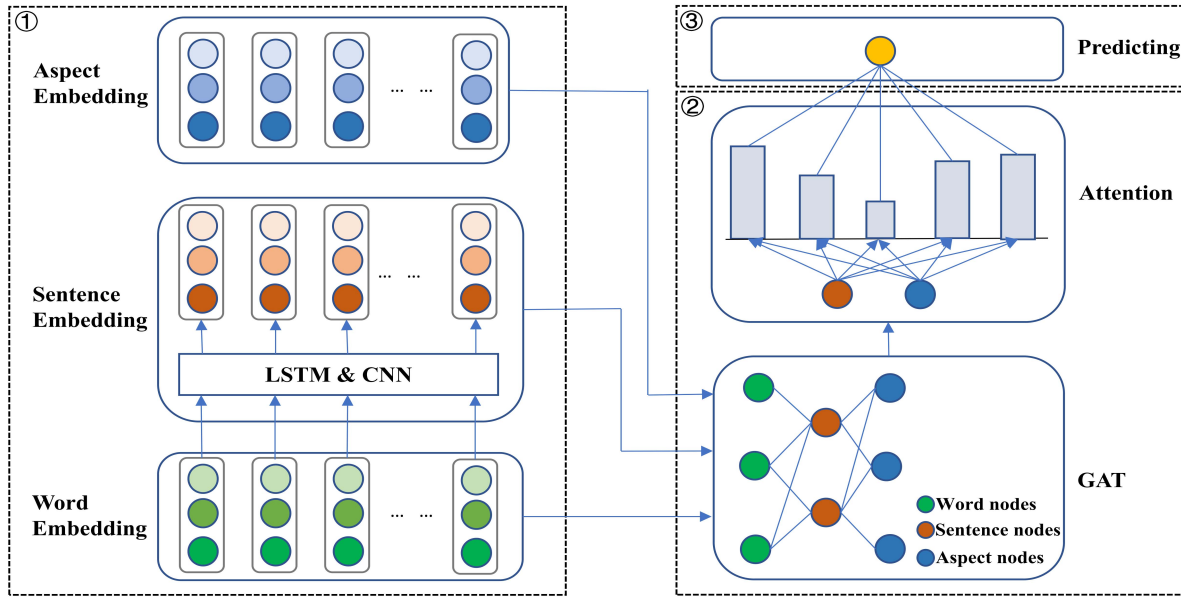 ①
Aspect
Embedding
... ...
Sentence
Embedding
... ...
LSTM & CNN
Word
Embedding
... ...
③
Predicting
②
Attention
GAT
Word nodes
Sentence nodes
Aspect nodes